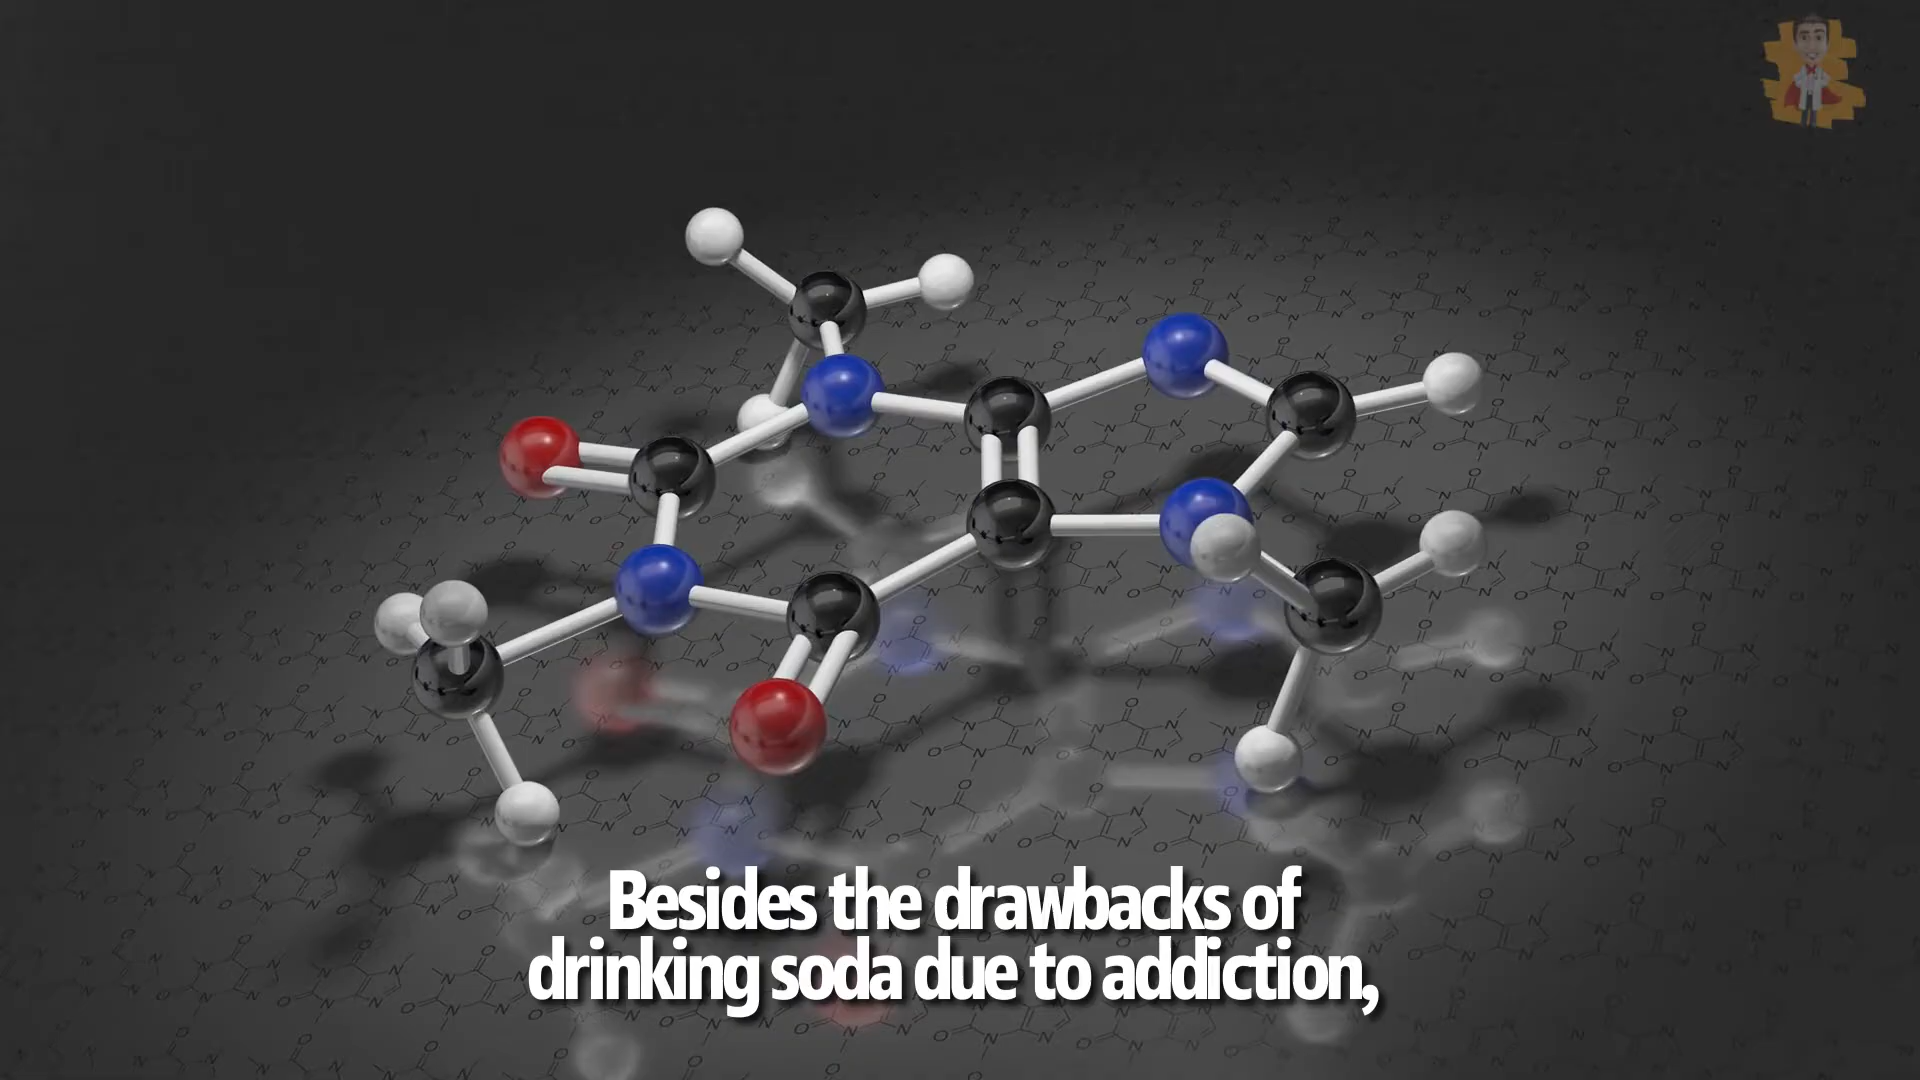 Besides the drawbacks of
drinking soda due to addiction,